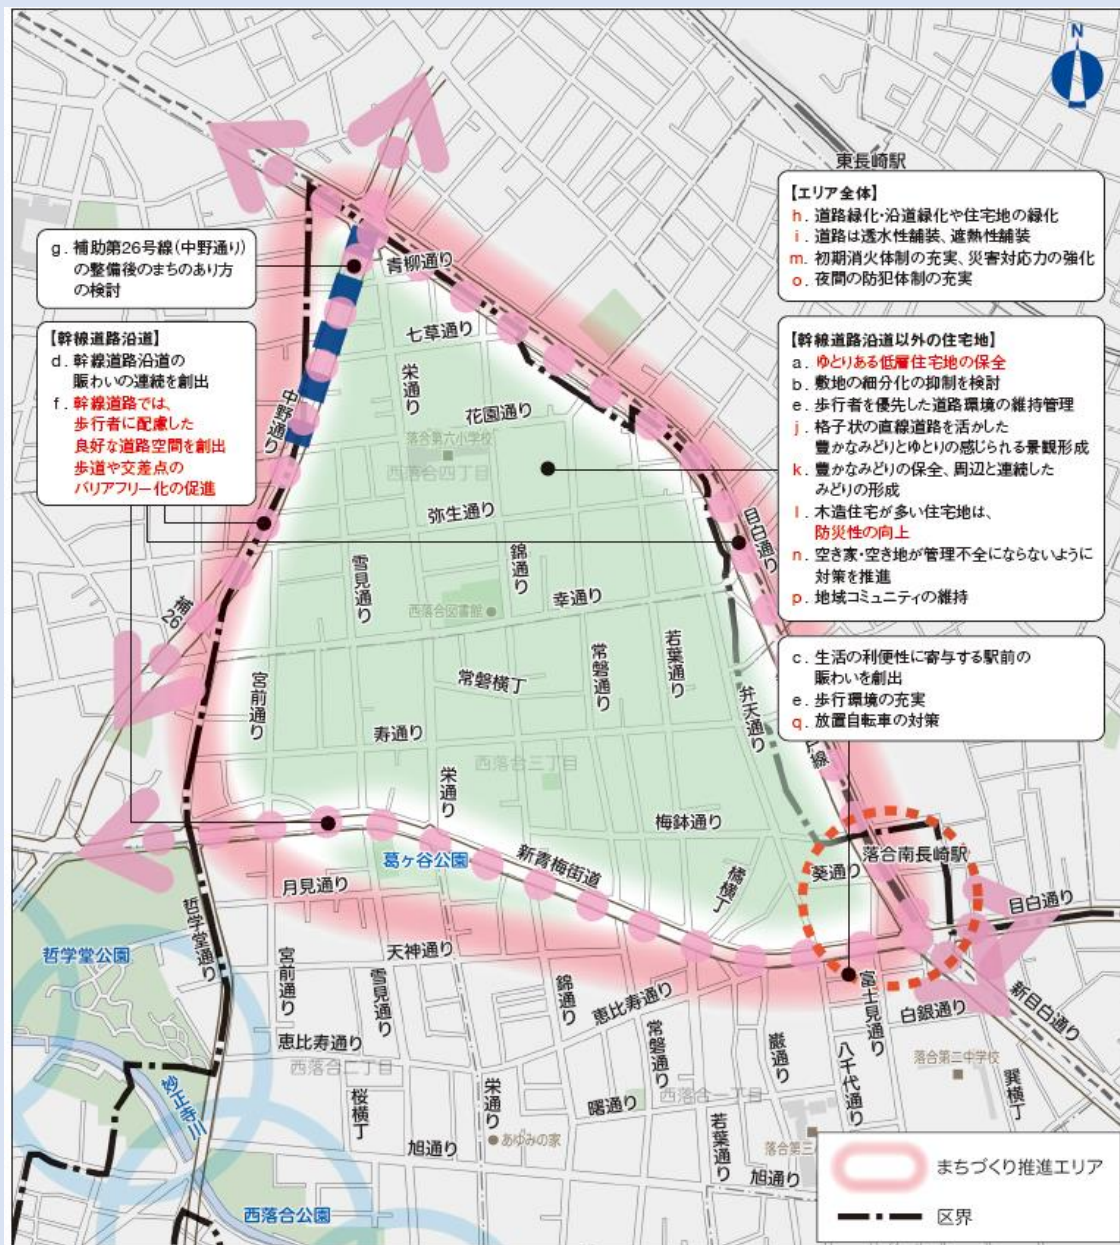 N
東長崎駅
【エリア全体】
h. 道路緑化・沿道緑化や住宅地の緑化
i. 道路は透水性舗装、遮熱性舗装
m. 初期消火体制の充実、災害対応力の強化
o. 夜間の防犯体制の充実
g. 補助第26号線(中野通り)
の整備後のまちのあり方
の検討
【幹線道路沿道】
d. 幹線道路沿道の
賑わいの連続を創出
f. 幹線道路では、
歩行者に配慮した
良好な道路空間を創出
歩道や交差点の
バリアフリー化の促進
【幹線道路沿道以外の住宅地】
a. ゆとりある低層住宅地の保全
b. 敷地の細分化の抑制を検討
e. 歩行者を優先した道路環境の維持管理
j. 格子状の直線道路を活かした
豊かなみどりとゆとりの感じられる景観形成
k. 豊かなみどりの保全、周辺と連続した
みどりの形成
l. 木造住宅が多い住宅地は、
防災性の向上
n. 空き家・空き地が管理不全にならないように
対策を推進
p. 地域コミュニティの維持
c. 生活の利便性に寄与する駅前の
賑わいを創出
e. 歩行環境の充実
q. 放置自転車の対策
青柳通り
七草通り
栄通り
中野通り
花園通り
落合第六小学校
西落合四丁目
弥生通り
目白通り
雪見通り
錦通り
西落合図書館
幸通り
補26
若葉通り
常磐通り
宮前通り
常磐横丁
弁天通り
寿通り
西落合三丁目
戸線
栄通り
梅鉢通り
葛ヶ谷公園
新青梅街道
橘横丁
葵通り
落合南長崎駅
月見通り
目白通り
哲学堂通り
哲学堂公園
宮前通り
天神通り
雪見通り
錦通り
恵比寿通り
富士見通り
白銀通り
新目白通り
恵比寿通り
西落合二丁目
常磐通り
巌通り
八千代通り
落合第二中学校
巽横丁
妙正寺川
桜横丁
栄通り
曙通り
西落合一丁目
若葉通り
あゆみの家
旭通り
落合第三
旭通り
西落合公園
まちづくり推進エリア
区界